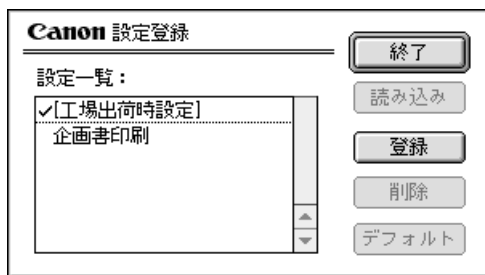 Canon 設定登録
設定一覧：
✓[工場出荷時設定]
企画書印刷
終了
読み込み
登録
削除
デフォルト